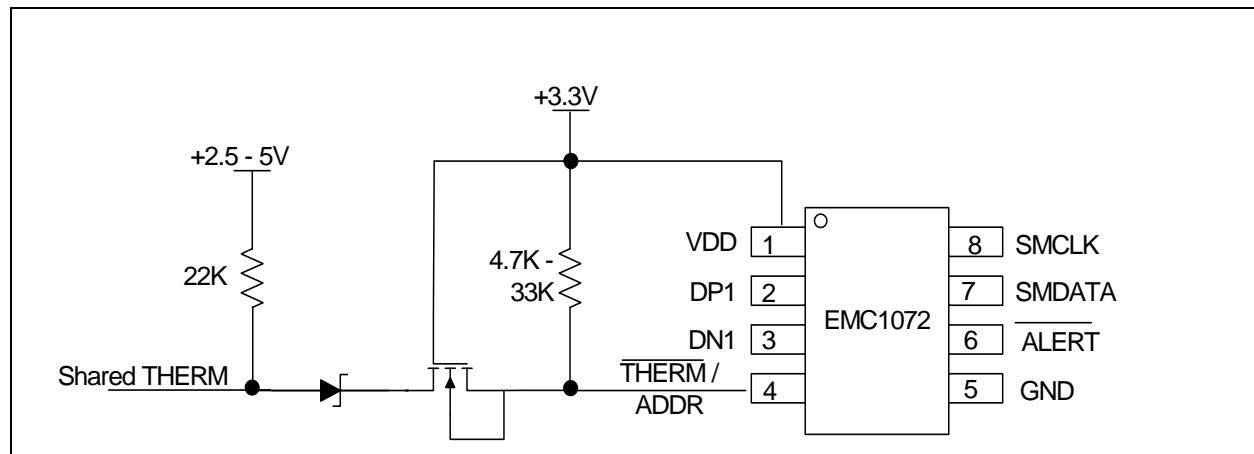 +3.3V
+2.5 - 5V
22K
4.7K -
33K
Shared THERM
THERM /
ADDR
VDD
DP1
DN1
1
2
3
4
EMC1072
8
7
6
5
SMCLK
SMDATA
ALERT
GND